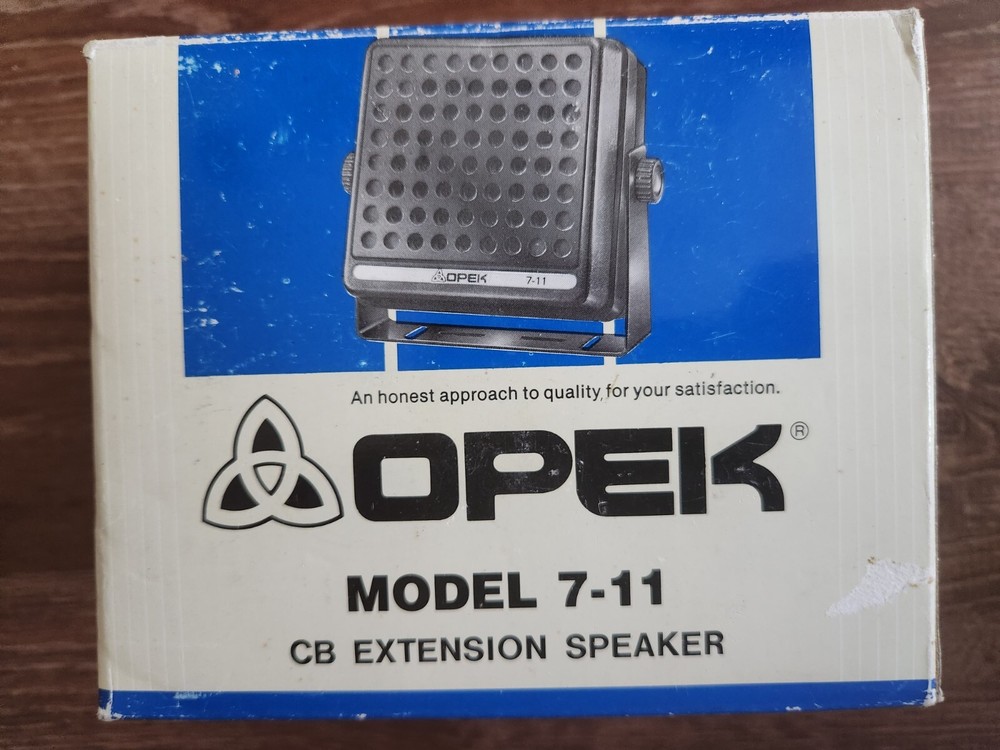 OPEK 7-11
An honest approach to quality, for your satisfaction.
OPEK®
MODEL 7-11
CB EXTENSION SPEAKER